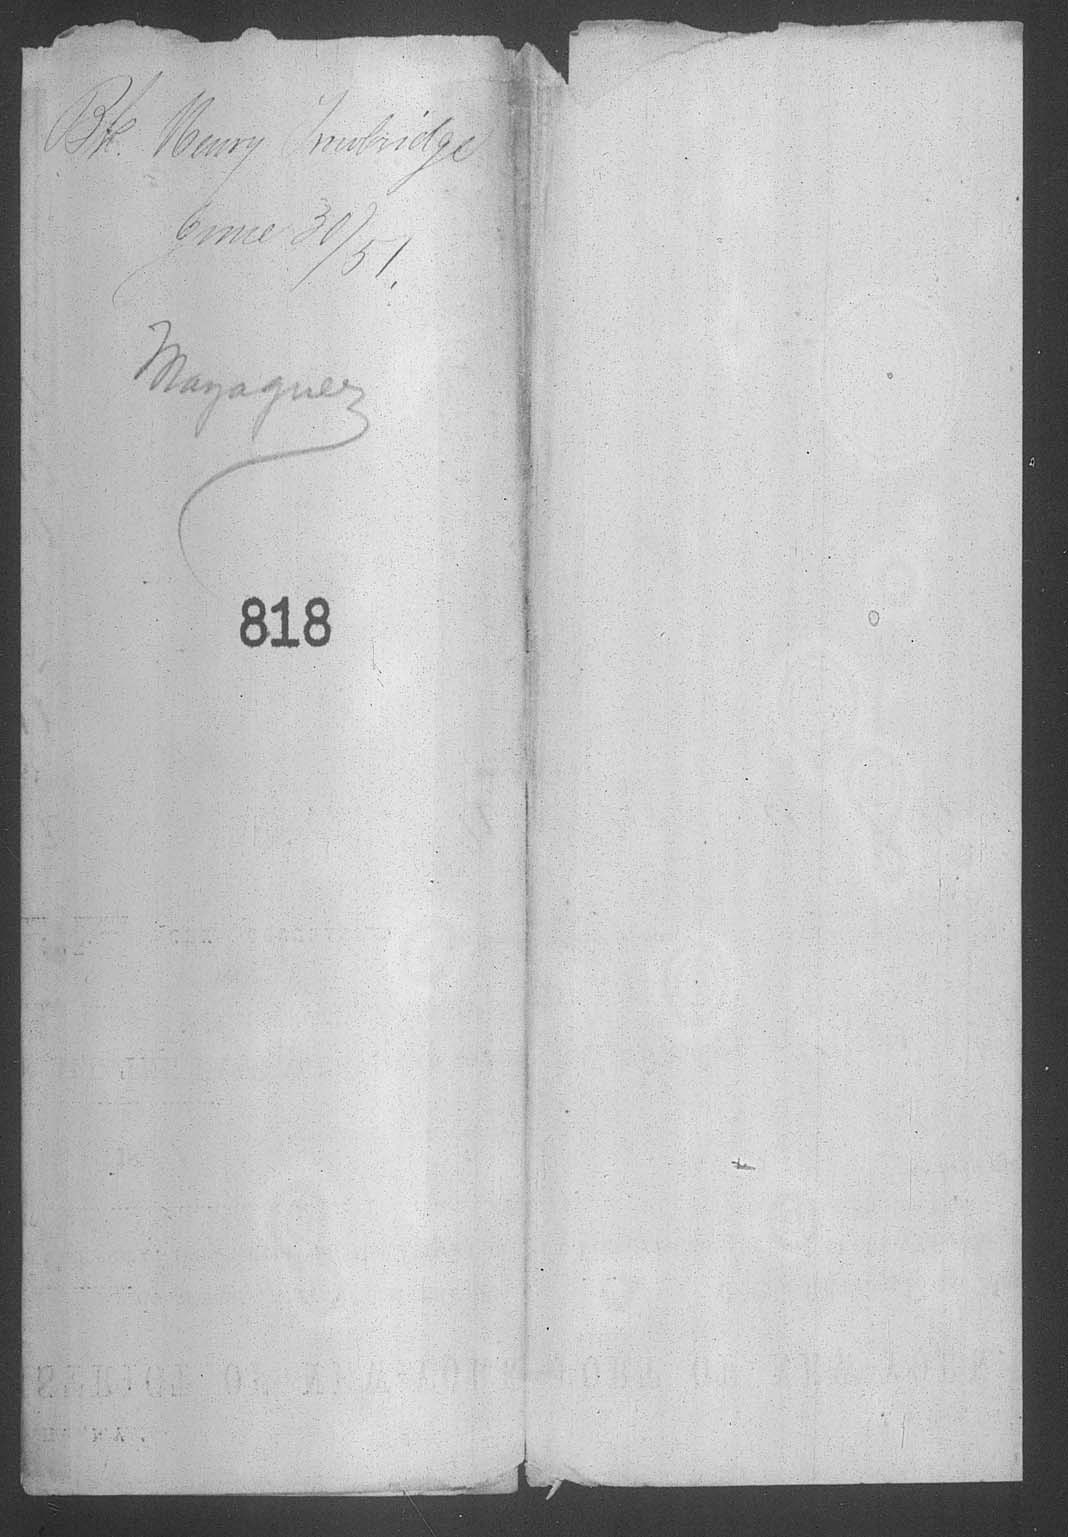 Bk. Henry Trowbridge
June 30/51.
Mayaguez
818